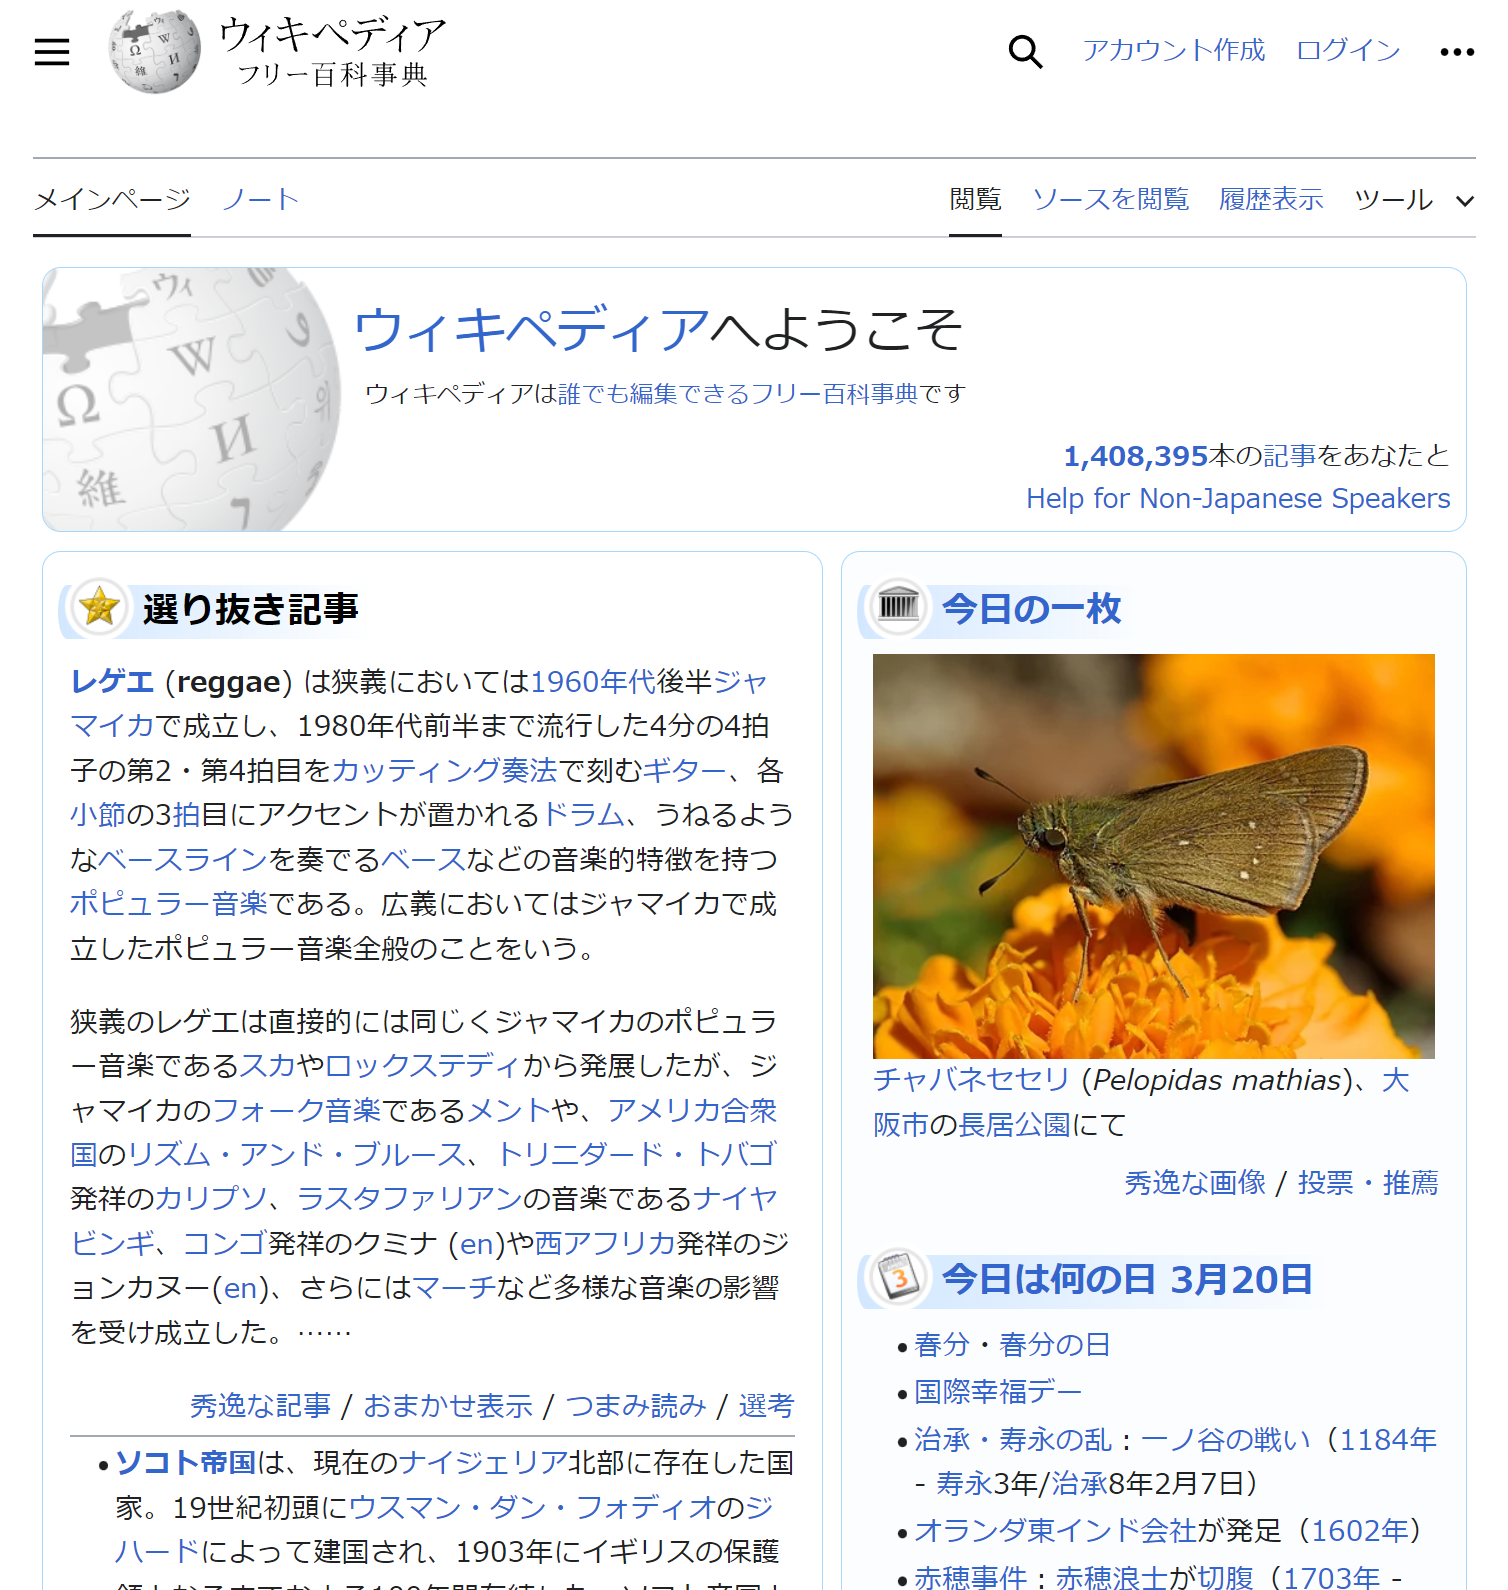 ウィキペディア
フリー百科事典
アカウント作成 ログイン
メインページ ノート
閲覧 ソースを閲覧 履歴表示 ツール
ウィキペディアへようこそ
ウィキペディアは誰でも編集できるフリー百科事典です
1,408,395本の記事をあなたと
Help for Non-Japanese Speakers
選り抜き記事
レゲエ (reggae) は狭義においては1960年代後半ジャ
マイカで成立し、1980年代前半まで流行した4分の4拍
子の第2・第4拍目をカッティング奏法で刻むギター、各
小節の3拍目にアクセントが置かれるドラム、うねるよう
なベースラインを奏でるベースなどの音楽的特徴を持つ
ポピュラー音楽である。広義においてはジャマイカで成
立したポピュラー音楽全般のことをいう。
狭義のレゲエは直接的には同じくジャマイカのポピュラ
ー音楽であるスカやロックステディから発展したが、ジ
ャマイカのフォーク音楽であるメントや、アメリカ合衆
国のリズム・アンド・ブルース、トリニダード・トバゴ
発祥のカリプソ、ラスタファリアンの音楽であるナイヤ
ビンギ、コンゴ発祥のクミナ (en)や西アフリカ発祥のジ
ョンカヌー(en)、さらにはマーチなど多様な音楽の影響
を受け成立した。……
秀逸な記事 / おまかせ表示 / つまみ読み / 選考
ソコト帝国は、現在のナイジェリア北部に存在した国
家。19世紀初頭にウスマン・ダン・フォディオのジ
ハードによって建国され、1903年にイギリスの保護
今日の一枚
チャバネセセリ (Pelopidas mathias)、大
阪市の長居公園にて
秀逸な画像 / 投票・推薦
今日は何の日 3月20日
春分・春分の日
国際幸福デー
治承・寿永の乱：一ノ谷の戦い（1184年
- 寿永3年/治承8年2月7日）
オランダ東インド会社が発足（1602年）
赤穂事件：赤穂浪士が切腹（1703年 -